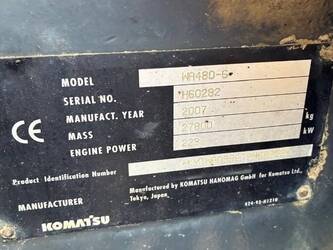 MODEL WA480-6
SERIAL NO. H60282
MANUFACT. YEAR 2007
MASS 27800 kg
ENGINE POWER 223 kW
Product Identification Number
CE
MANUFACTURER
Manufactured by KOMATSU HANOMAG GmbH for Komatsu Ltd.,
Tokyo, Japan
KOMATSU